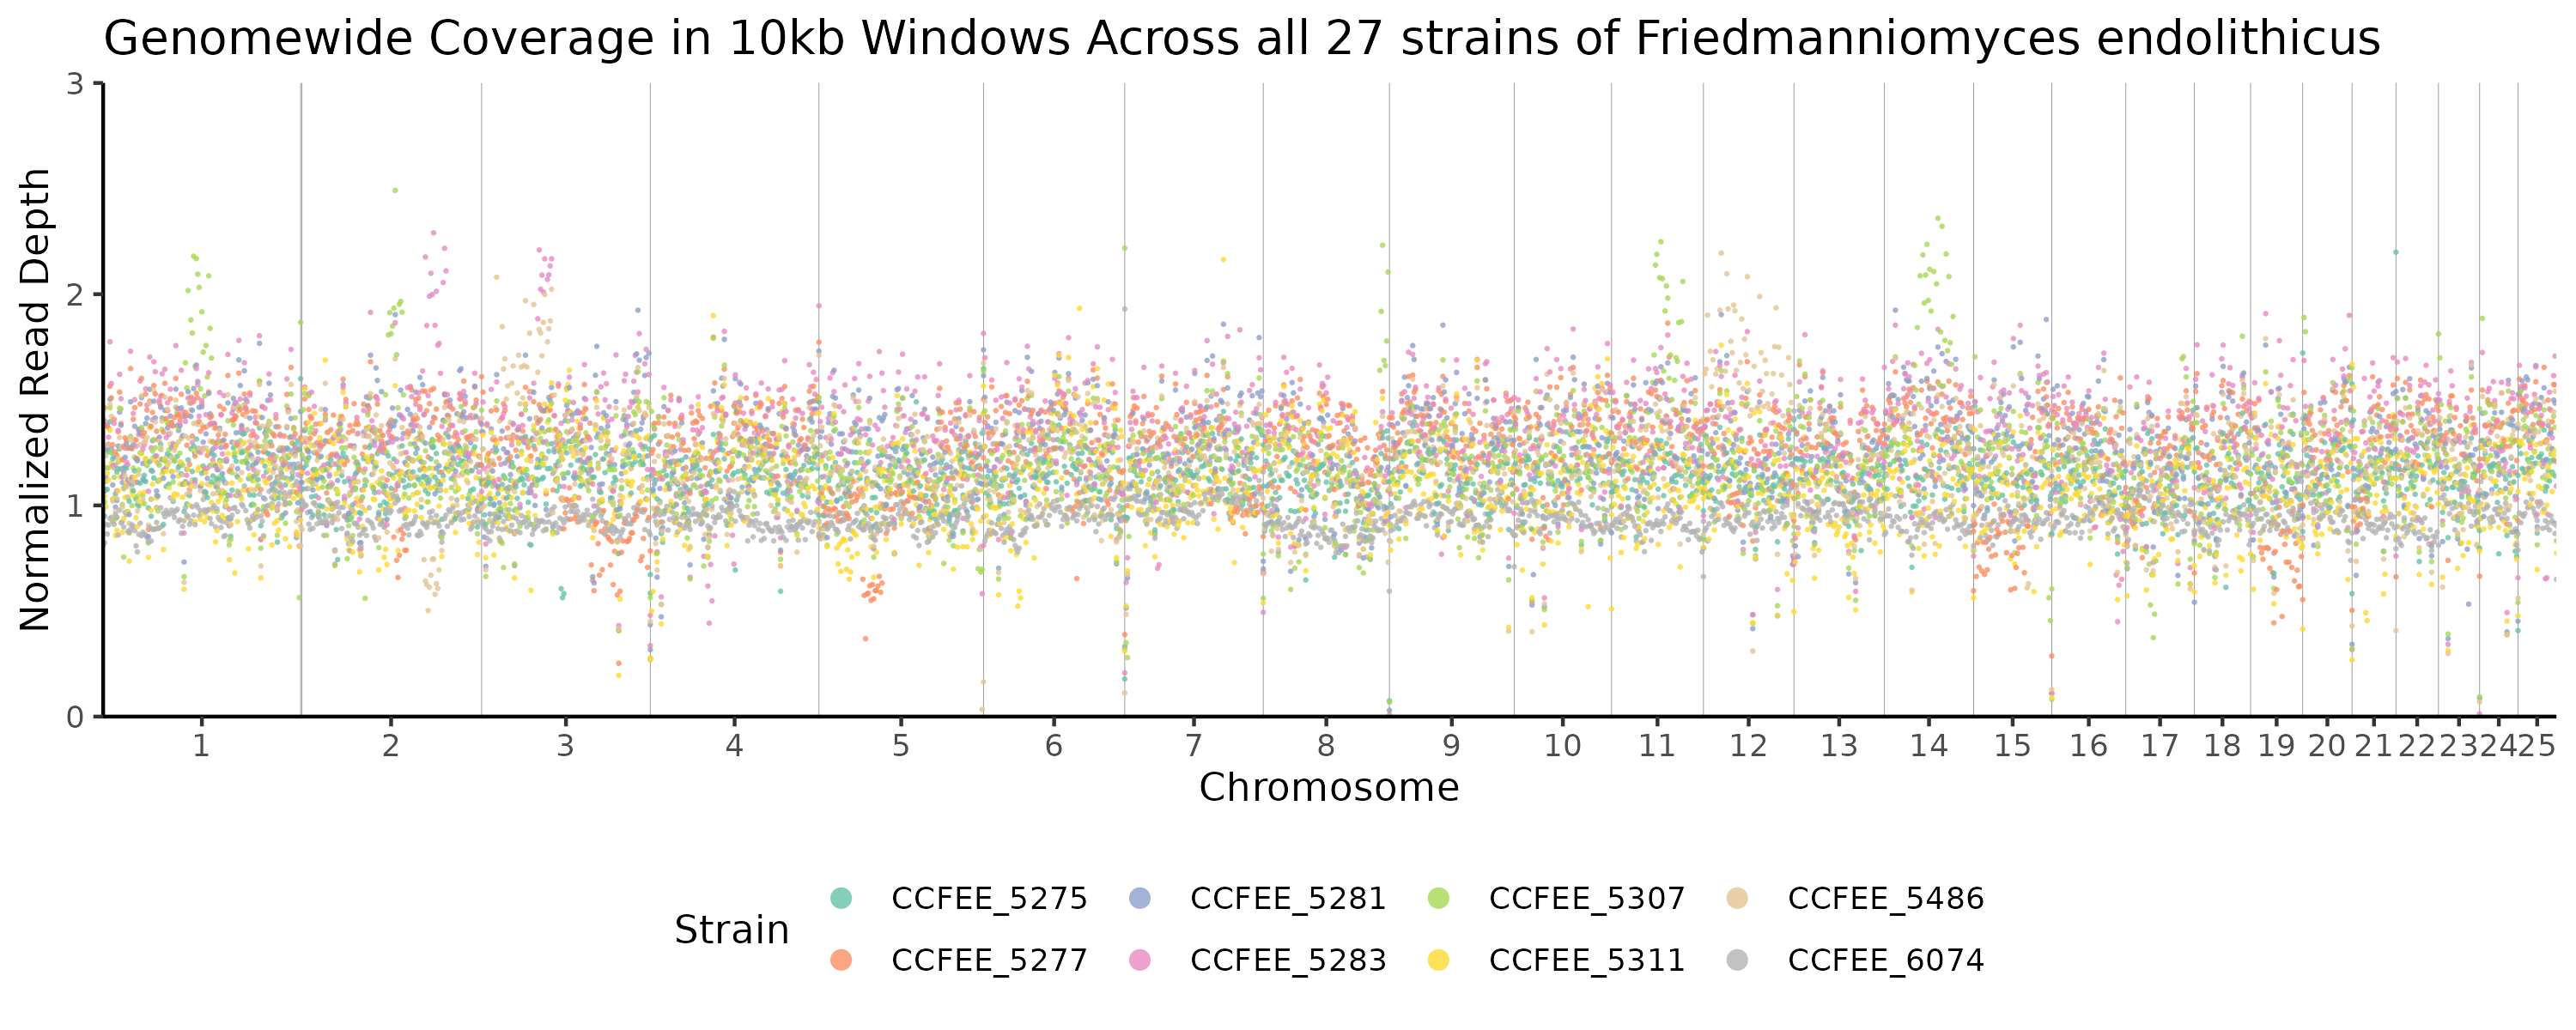 Genomewide Coverage in 10kb Windows Across all 27 strains of Friedmanniomyces endolithicus
Normalized Read Depth
3
2
1
0
1 2 3 4 5 6 7 8 9 10 11 12 13 14 15 16 17 18 19 20 21 22 23 24 25
Chromosome
Strain
CCFEE_5275 CCFEE_5281 CCFEE_5307 CCFEE_5486
CCFEE_5277 CCFEE_5283 CCFEE_5311 CCFEE_6074